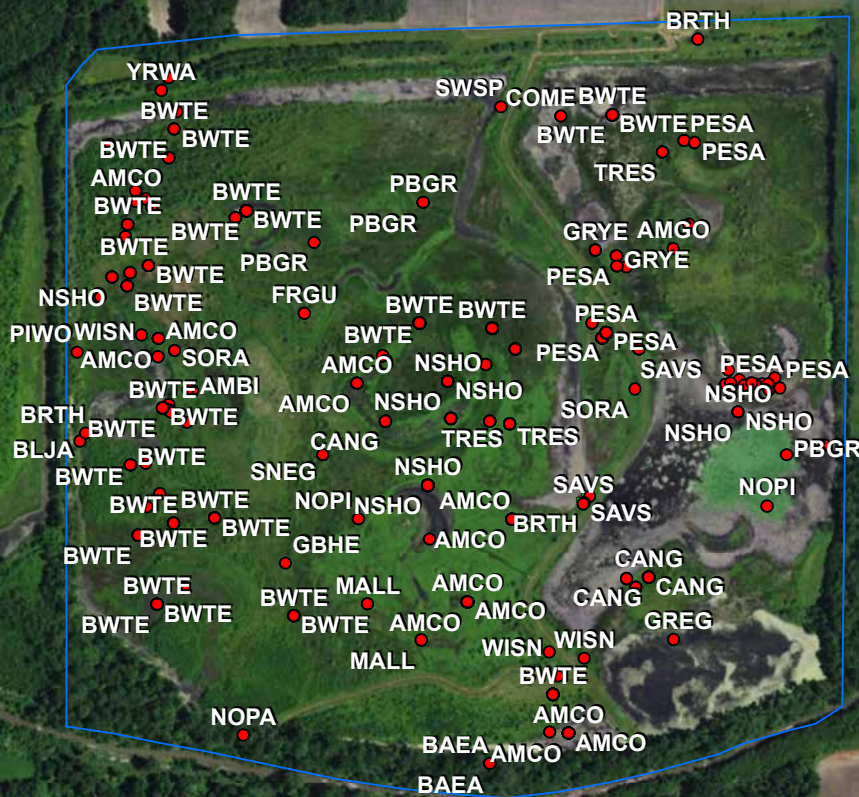 BRTH
YRWA
SWSP
COME
BWTE
BWTE
BWTE
BWTE
PESA
BWTE
BWTE
PESA
BWTE
TRES
AMCO
PBGR
BWTE
BWTE
BWTE
PBGR
BWTE
GRYE
AMGO
BWTE
PBGR
GRYE
BWTE
PESA
NSHO
BWTE
FRGU
BWTE
BWTE
PESA
PIWO
WISN
AMCO
BWTE
PESA
AMCO
SORA
PESA
AMCO
NSHO
SAVS
PESA
PESA
BWTE
AMBI
NSHO
NSHO
AMCO
NSHO
SORA
BRTH
BWTE
NSHO
BWTE
NSHO
CANG
TRES
TRES
BLJA
PBGR
BWTE
SNEG
NSHO
BWTE
SAVS
NOPI
BWTE
BWTE
NOPI
NSHO
AMCO
SAVS
BWTE
BRTH
BWTE
GBHE
AMCO
BWTE
CANG
BWTE
MALL
AMCO
CANG
BWTE
CANG
BWTE
AMCO
BWTE
BWTE
AMCO
GREG
WISN
WISN
MALL
BWTE
NOPA
AMCO
BAEA
AMCO
AMCO
BAEA